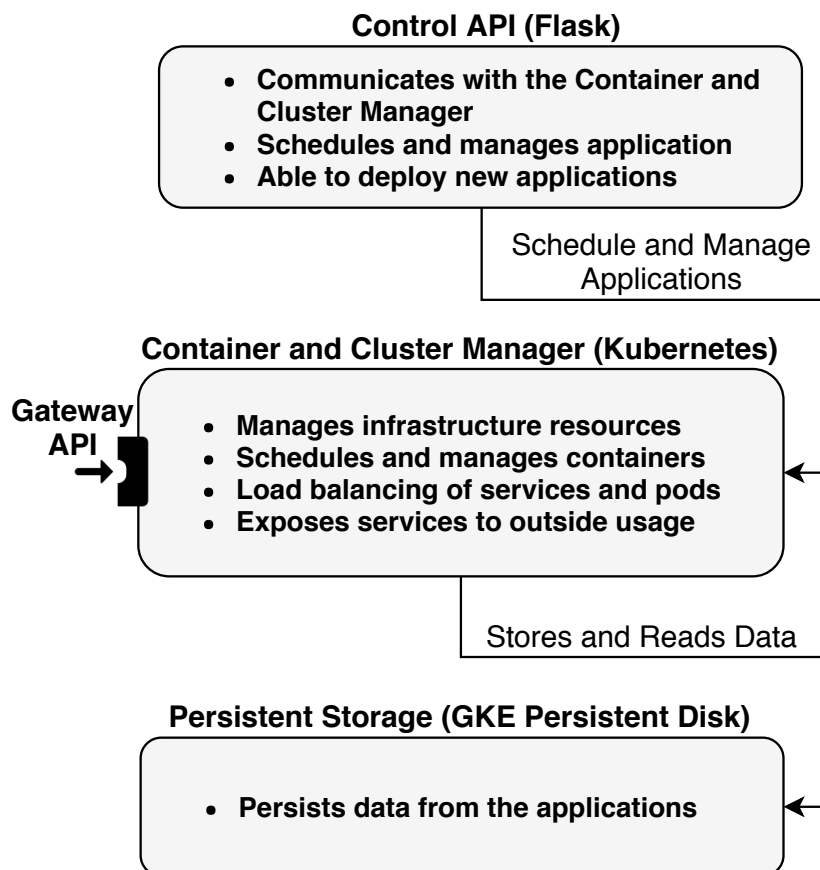 Control API (Flask)
• Communicates with the Container and
Cluster Manager
• Schedules and manages application
• Able to deploy new applications
Schedule and Manage
Applications
Container and Cluster Manager (Kubernetes)
Gateway
API
• Manages infrastructure resources
• Schedules and manages containers
• Load balancing of services and pods
• Exposes services to outside usage
Stores and Reads Data
Persistent Storage (GKE Persistent Disk)
• Persists data from the applications